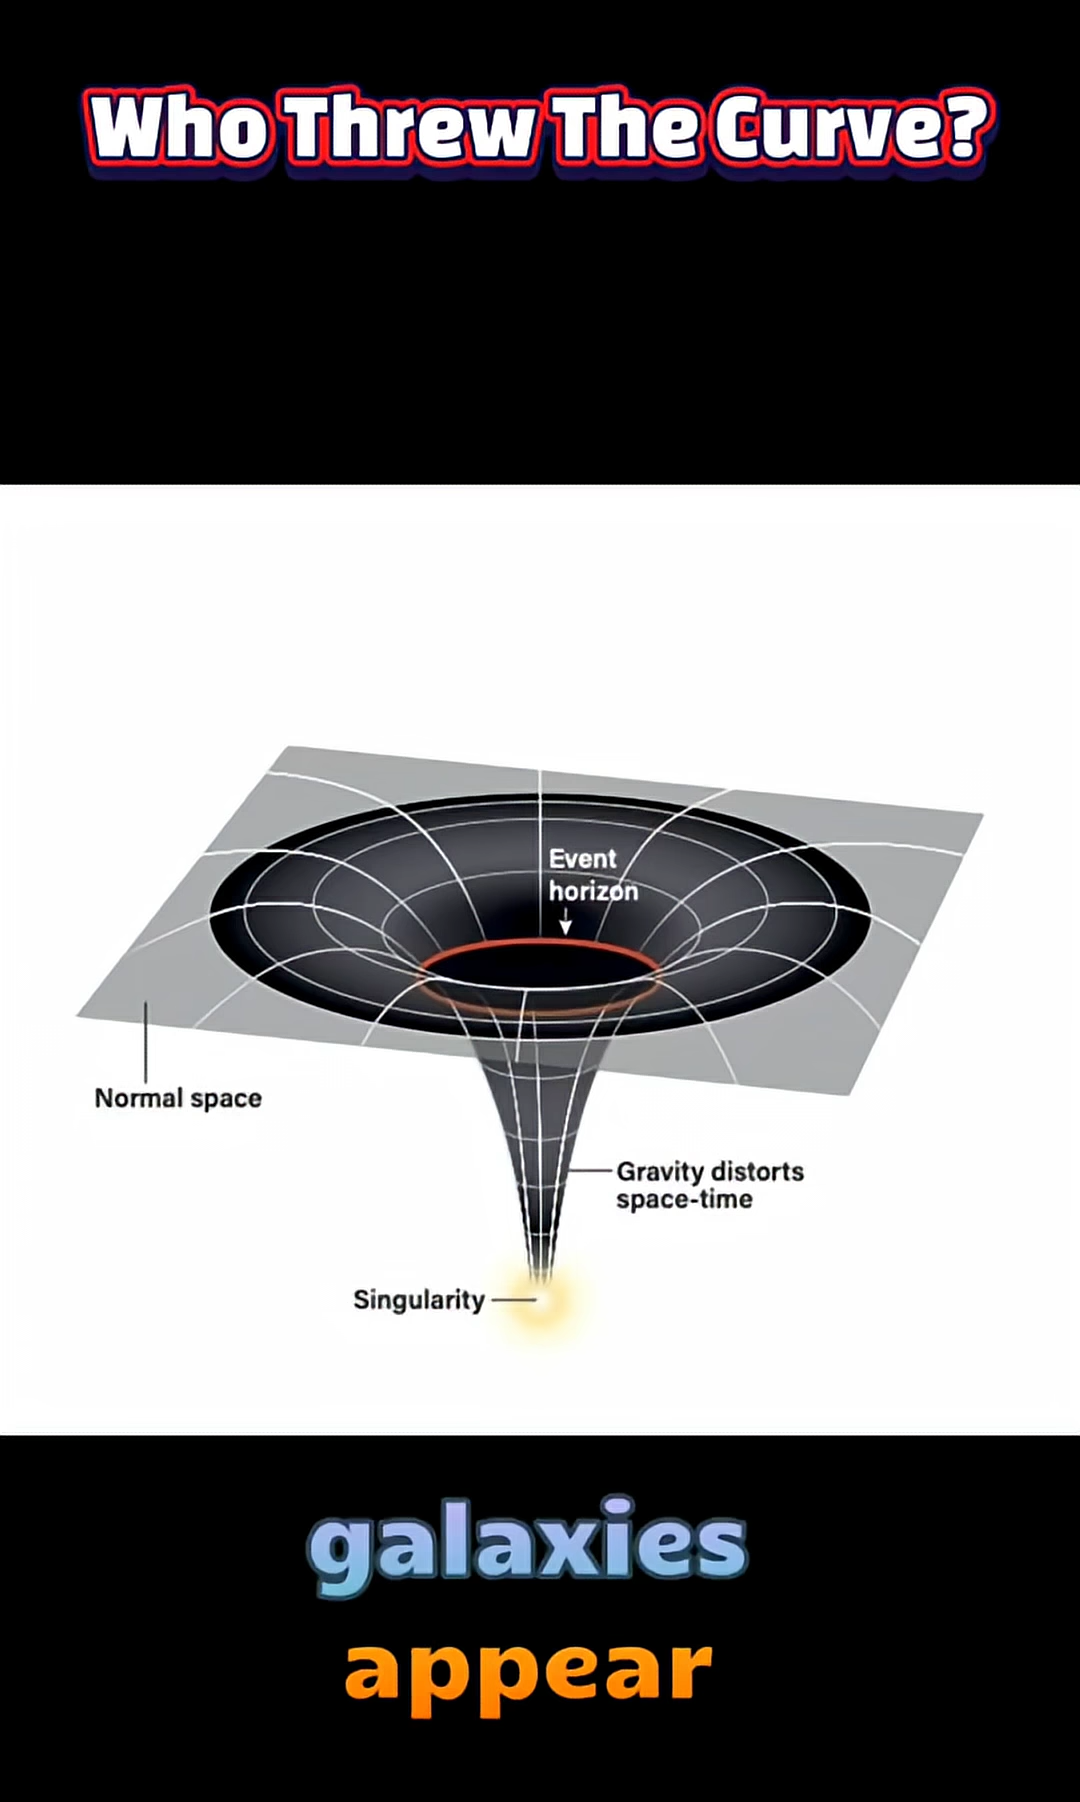 Who Threw The Curve?
Event
horizon
Normal space
Gravity distorts
space-time
Singularity
galaxies
appear